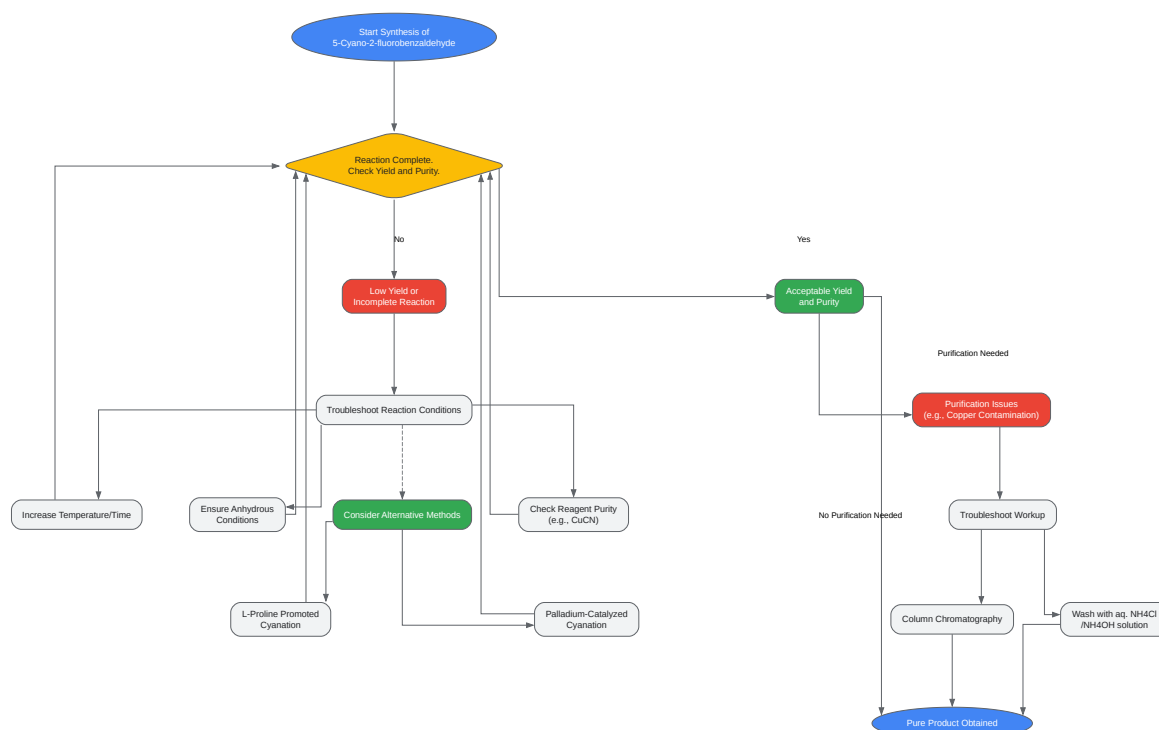 Start Synthesis of
5-Cyano-2-fluorobenzaldehyde
Reaction Complete.
Check Yield and Purity.
No
Yes
Low Yield or
Incomplete Reaction
Acceptable Yield
and Purity
Purification Needed
Troubleshoot Reaction Conditions
Purification Issues
(e.g., Copper Contamination)
Increase Temperature/Time
Ensure Anhydrous
Conditions
Consider Alternative Methods
Check Reagent Purity
(e.g., CuCN)
No Purification Needed
Troubleshoot Workup
L-Proline Promoted
Cyanation
Palladium-Catalyzed
Cyanation
Column Chromatography
Wash with aq. NH4Cl
/NH4OH solution
Pure Product Obtained